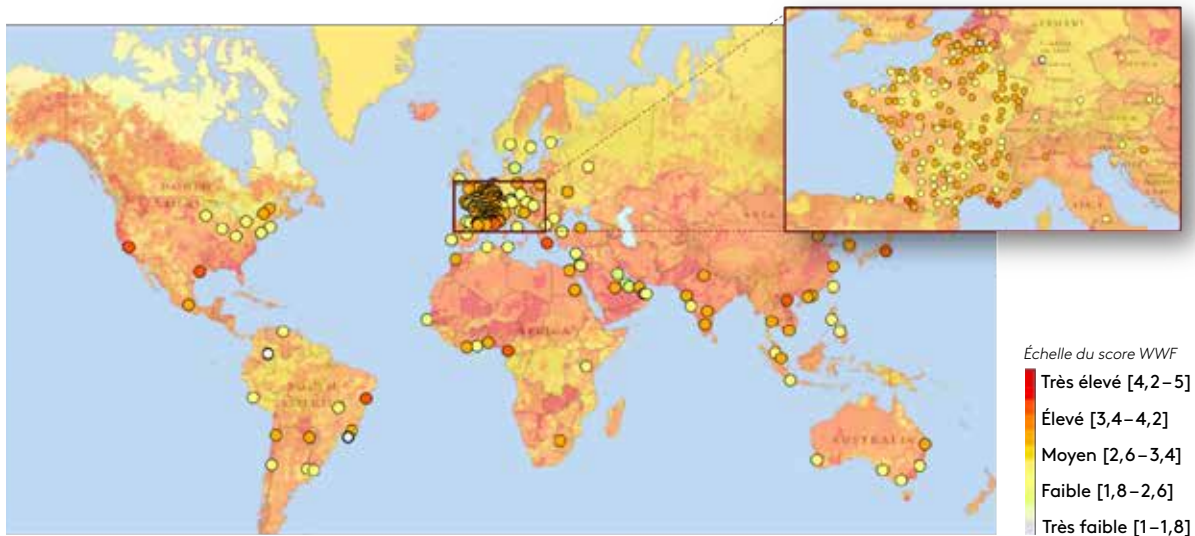 AFRICA
AUSTRALIA
Échelle du score WWF
Très élevé [4,2–5]
Élevé [3,4–4,2]
Moyen [2,6–3,4]
Faible [1,8–2,6]
Très faible [1–1,8]